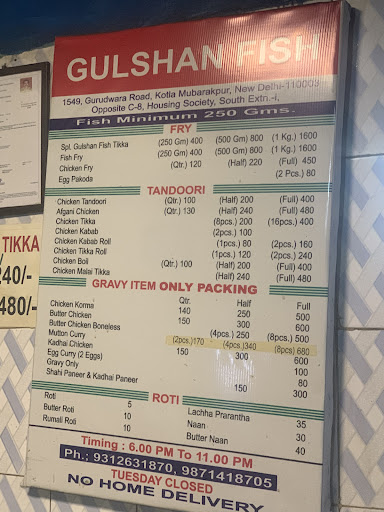 GULSHAN FISH
1549, Gurudwara Road, Kotla Mubarakpur, New Delhi-110003
Opposite C-8, Housing Society, South Extn.-I,
Fish Minimum 250 Gms.
FRY
Spl. Gulshan Fish Tikka (250 Gm) 400 (500 Gm) 800 (1 Kg.) 1600
Fish Fry (250 Gm) 400 (500 Gm) 800 (1 Kg.) 1600
Chicken Fry (Qtr.) 120 (Half) 220 (Full) 450
Egg Pakoda (2 Pcs.) 80
TANDOORI
Chicken Tandoori (Qtr.) 100 (Half) 200 (Full) 400
Afgani Chicken (Qtr.) 130 (Half) 240 (Full) 480
Chicken Tikka (8pcs.) 200 (16pcs.) 400
Chicken Kabab (2pcs.) 100
Chicken Kabab Roll (1pcs.) 80 (2pcs.) 160
Chicken Tikka Roll (1pcs.) 120 (2pcs.) 240
Chicken Boli (Qtr.) 100 (Half) 200 (Full) 400
Chicken Malai Tikka (Half) 240 (Full) 480
GRAVY ITEM ONLY PACKING
Qtr. Half Full
Chicken Korma 140 250 500
Butter Chicken 150 300 600
Butter Chicken Boneless 300 600
Mutton Curry (4pcs.) 250 (8pcs.) 500
Kadhai Chicken (2pcs.) 170 (4pcs.) 340 (8pcs) 680
Egg Curry (2 Eggs) 150 300 600
Gravy Only 100
Shahi Paneer & Kadhai Paneer 150 80
300
ROTI
Roti 5 Lachha Prarantha 35
Butter Roti 10 Naan 30
Rumali Roti 10 Butter Naan 40
Timing : 6.00 PM To 11.00 PM
Ph.; 9312631870, 9871418705
TUESDAY CLOSED
NO HOME DELIVERY
TIKKA
240/-
480/-